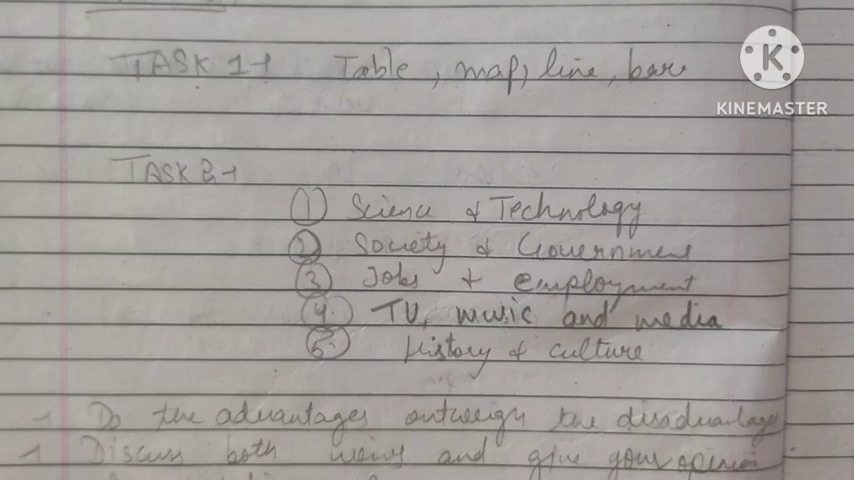 K
KINEMASTER
TASK 1 -1 Table, map, line, bar
TASK 2 -1
① Science & Technology
② Society & Government
③ Jobs + employment
④ TV, music and media
⑤ History & culture
-1 Do the advantages outweigh the disadvantages
-1 Discuss both views and give your opinion